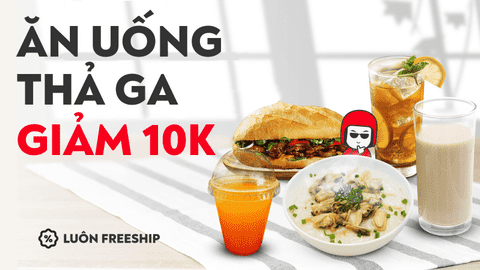 ĂN UỐNG
THẢ GA
GIẢM 10K
% LUÔN FREESHIP